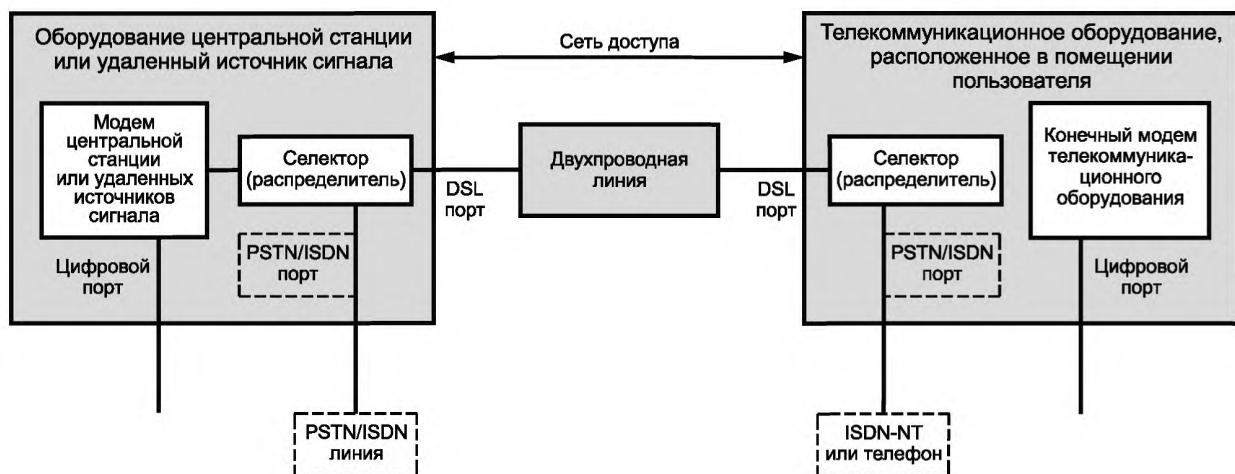 Оборудование центральной станции
или удаленный источник сигнала
Сеть доступа
Телекоммуникационное оборудование,
расположенное в помещении
пользователя
Модем
центральной
станции
или удаленных
источников
сигнала
Селектор
(распределитель)
DSL
порт
Двухпроводная
линия
DSL
порт
Селектор
(распределитель)
Конечный модем
телекоммуника-
ционного
оборудования
Цифровой
порт
PSTN/ISDN
порт
PSTN/ISDN
порт
Цифровой
порт
PSTN/ISDN
линия
ISDN-NT
или телефон